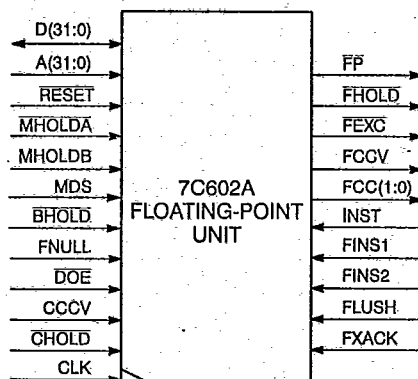 D(31:0)
A(31:0)
RESET
MHOLDA
MHOLDB
MDS
BHOLD
FNULL
DOE
CCCV
CHOLD
CLK
7C602A
FLOATING-POINT
UNIT
FP
FHOLD
FEXC
FCCV
FCC(1:0)
INST
FINS1
FINS2
FLUSH
FXACK